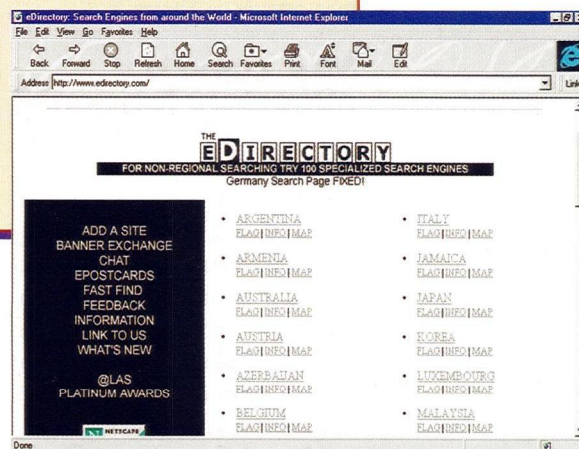 eDirectory: Search Engines from around the World - Microsoft Internet Explorer
File Edit View Go Favorites Help
Back Forward Stop Refresh Home Search Favorites Print Font Mail Edit
Address http://www.edirectory.com/ Link
THE
EDIRECTORY
FOR NON-REGIONAL SEARCHING TRY 100 SPECIALIZED SEARCH ENGINES
Germany Search Page FIXED!
ADD A SITE
BANNER EXCHANGE
CHAT
EPOSTCARDS
FAST FIND
FEEDBACK
INFORMATION
LINK TO US
WHAT'S NEW
@LAS
PLATINUM AWARDS
NETSCAPE
• ARGENTINA
FLAG|INFO|MAP
• ARMENIA
FLAG|INFO|MAP
• AUSTRALIA
FLAG|INFO|MAP
• AUSTRIA
FLAG|INFO|MAP
• AZERBAIJAN
FLAG|INFO|MAP
• BELGIUM
FLAG|INFO|MAP
• ITALY
FLAG|INFO|MAP
• JAMAICA
FLAG|INFO|MAP
• JAPAN
FLAG|INFO|MAP
• KOREA
FLAG|INFO|MAP
• LUXEMBOURG
FLAG|INFO|MAP
• MALAYSIA
FLAG|INFO|MAP
Done